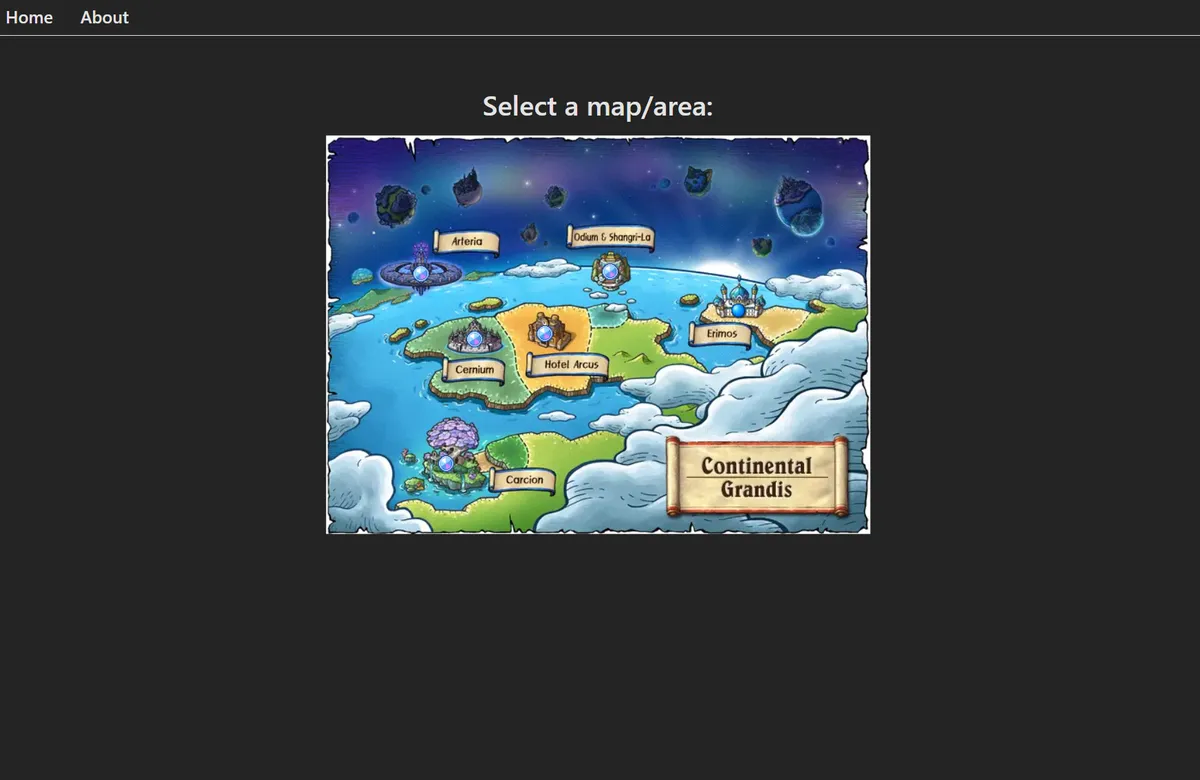 Home About
Select a map/area:
Arteria
Odium & Shangri-La
Erimos
Cernium
Hotel Arcus
Carcion
Continental
Grandis